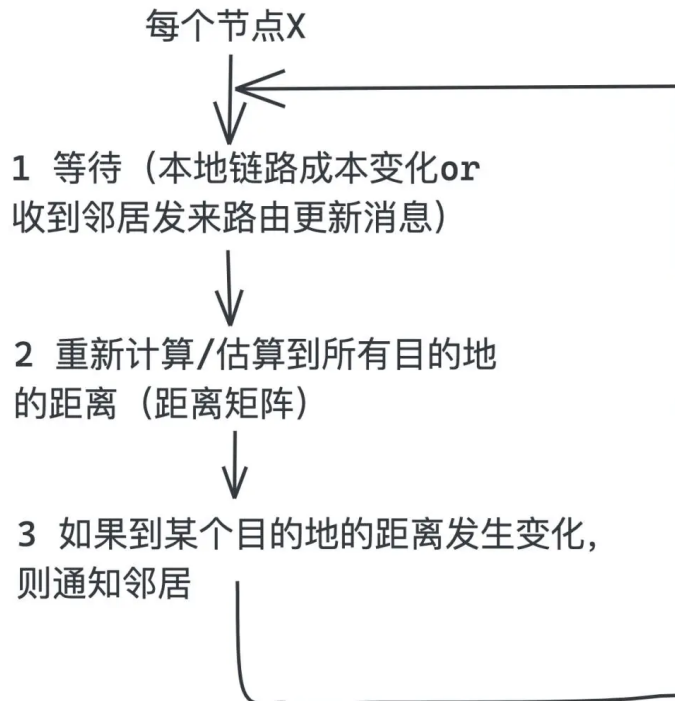 每个节点X
1 等待（本地链路成本变化or
收到邻居发来路由更新消息）
2 重新计算/估算到所有目的地
的距离（距离矩阵）
3 如果到某个目的地的距离发生变化，
则通知邻居